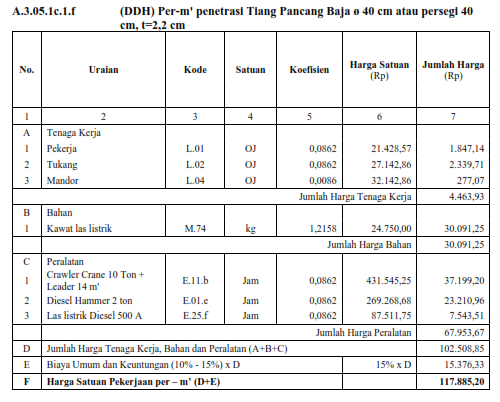 A.3.05.1c.1.f (DDH) Per-m' penetrasi Tiang Pancang Baja ø 40 cm atau persegi 40
cm, t=2,2 cm
No. Uraian Kode Satuan Koefisien Harga Satuan (Rp) Jumlah Harga (Rp)
1 2 3 4 5 6 7
A Tenaga Kerja
1 Pekerja L.01 OJ 0,0862 21.428,57 1.847,14
2 Tukang L.02 OJ 0,0862 27.142,86 2.339,71
3 Mandor L.04 OJ 0,0086 32.142,86 277,07
Jumlah Harga Tenaga Kerja 4.463,93
B Bahan
1 Kawat las listrik M.74 kg 1,2158 24.750,00 30.091,25
Jumlah Harga Bahan 30.091,25
C Peralatan
1 Crawler Crane 10 Ton + Leader 14 m' E.11.b Jam 0,0862 431.545,25 37.199,20
2 Diesel Hammer 2 ton E.01.e Jam 0,0862 269.268,68 23.210,96
3 Las listrik Diesel 500 A E.25.f Jam 0,0862 87.511,75 7.543,51
Jumlah Harga Peralatan 67.953,67
D Jumlah Harga Tenaga Kerja, Bahan dan Peralatan (A+B+C) 102.508,85
E Biaya Umum dan Keuntungan (10% - 15%) x D 15% x D 15.376,33
F Harga Satuan Pekerjaan per – m' (D+E) 117.885,20